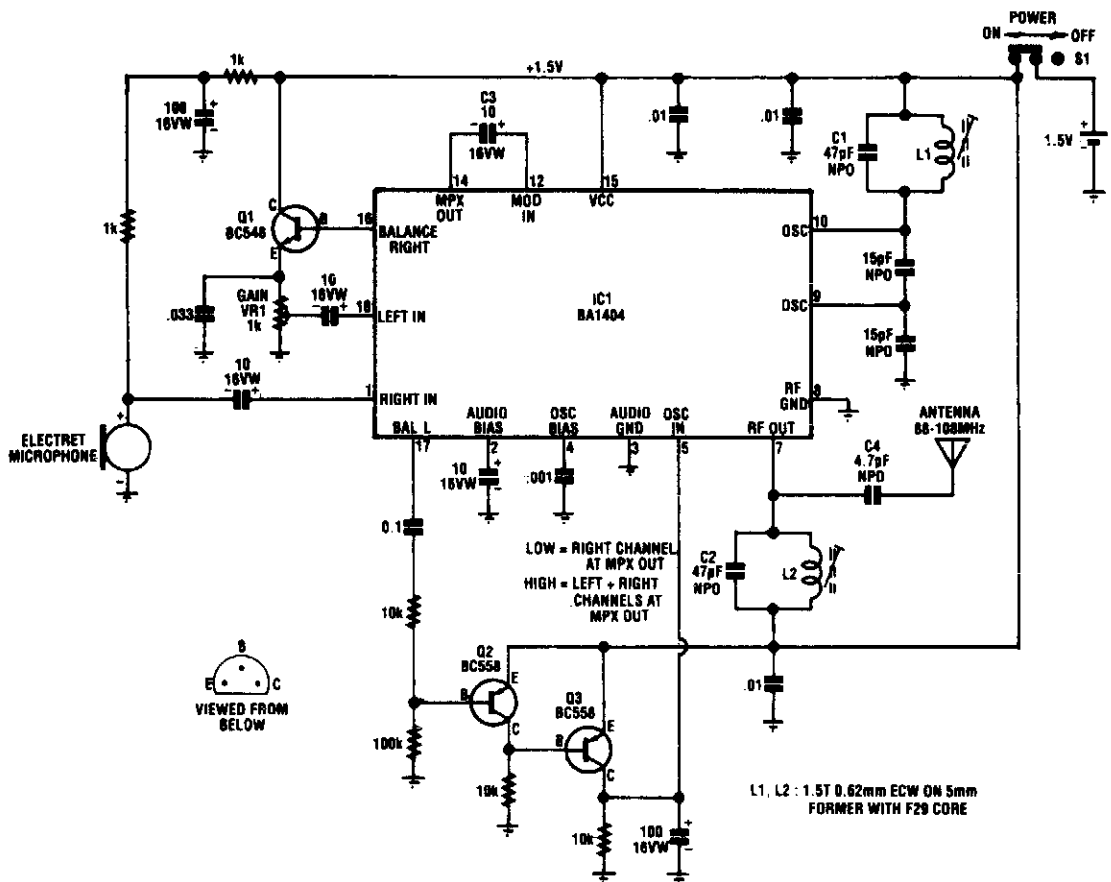 POWER
ON OFF
S1
1k
+1.5V
100
16VW
+
-
C3
10
16VW
-
+
.01
.01
C1
47pF
NPO
L1
1.5V
+
-
14
MPX
OUT
12
MOD
IN
15
VCC
1k
Q1
BC548
C
B
E
16
BALANCE
RIGHT
OSC
10
15pF
NPO
.033
GAIN
VR1
1k
10
16VW
-
+
18
LEFT IN
IC1
BA1404
OSC
9
15pF
NPO
10
16VW
-
+
1
RIGHT IN
RF
GND
8
ELECTRET
MICROPHONE
+
-
BAL L
17
AUDIO
BIAS
2
OSC
BIAS
4
AUDIO
GND
3
OSC
IN
5
RF OUT
7
ANTENNA
88-108MHz
C4
4.7pF
NPO
10
16VW
+
-
.001
0.1
LOW = RIGHT CHANNEL
AT MPX OUT
HIGH = LEFT + RIGHT
CHANNELS AT
MPX OUT
C2
47pF
NPO
L2
10k
B
E
C
VIEWED FROM
BELOW
Q2
BC558
B
E
C
Q3
BC558
B
E
C
.01
100k
10k
10k
100
16VW
+
-
L1, L2 : 1.5T 0.62mm ECW ON 5mm
FORMER WITH F29 CORE